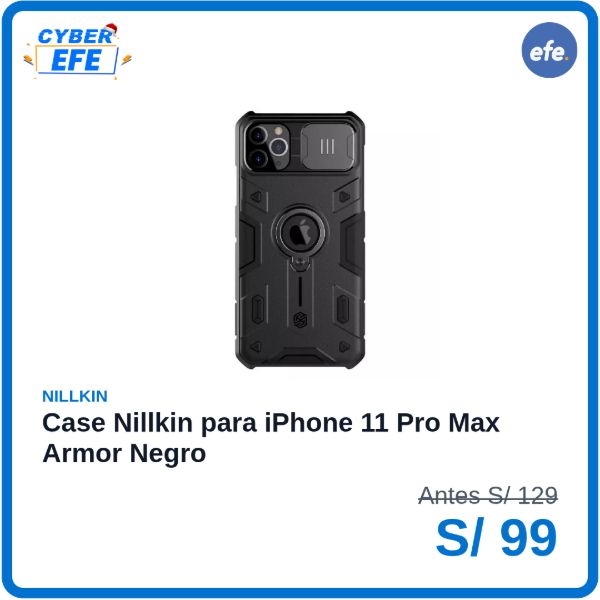 CYBER
EFE
efe.
NILLKIN
Case Nillkin para iPhone 11 Pro Max
Armor Negro
Antes S/ 129
S/ 99